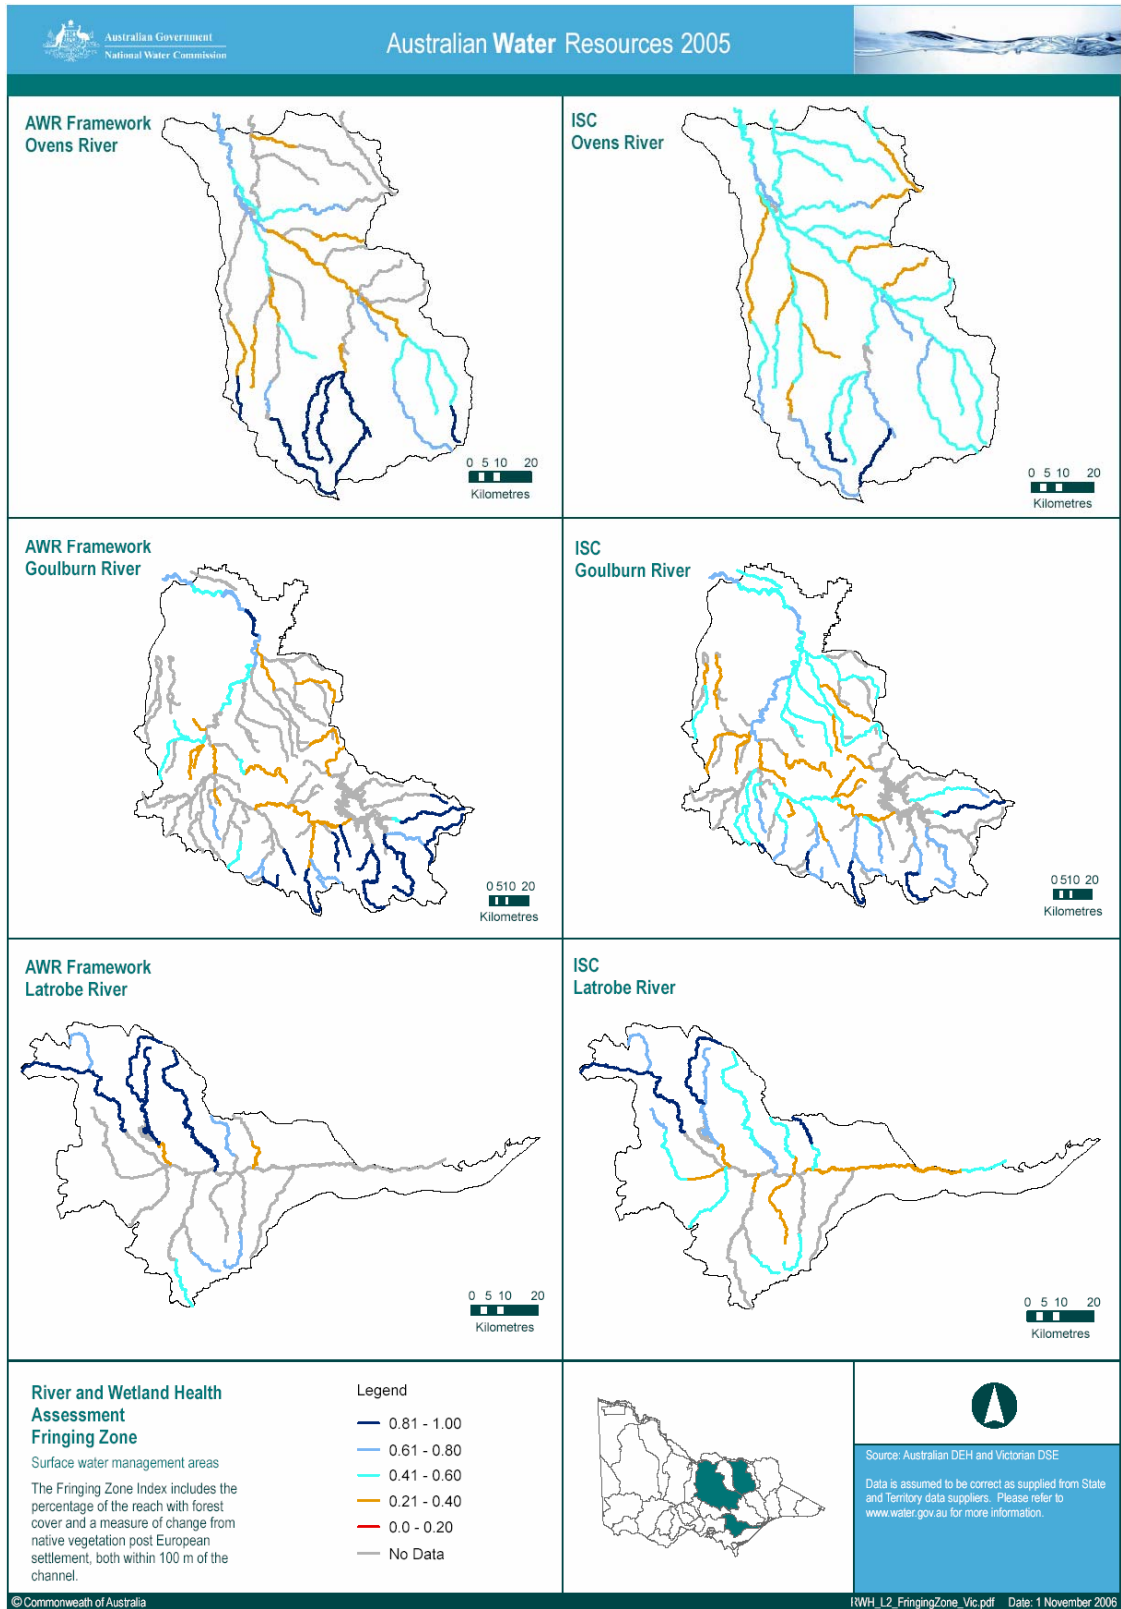 Australian Government
National Water Commission
Australian Water Resources 2005
AWR Framework
Ovens River
0 5 10 20
Kilometres
ISC
Ovens River
0 5 10 20
Kilometres
AWR Framework
Goulburn River
0 510 20
Kilometres
ISC
Goulburn River
0 510 20
Kilometres
AWR Framework
Latrobe River
0 5 10 20
Kilometres
ISC
Latrobe River
0 5 10 20
Kilometres
River and Wetland Health
Assessment
Fringing Zone
Surface water management areas
The Fringing Zone Index includes the
percentage of the reach with forest
cover and a measure of change from
native vegetation post European
settlement, both within 100 m of the
channel.
Legend
0.81 - 1.00
0.61 - 0.80
0.41 - 0.60
0.21 - 0.40
0.0 - 0.20
No Data
Source: Australian DEH and Victorian DSE
Data is assumed to be correct as supplied from State
and Territory data suppliers. Please refer to
www.water.gov.au for more information.
© Commonweath of Australia
RWH_L2_FringingZone_Vic.pdf Date: 1 November 2006